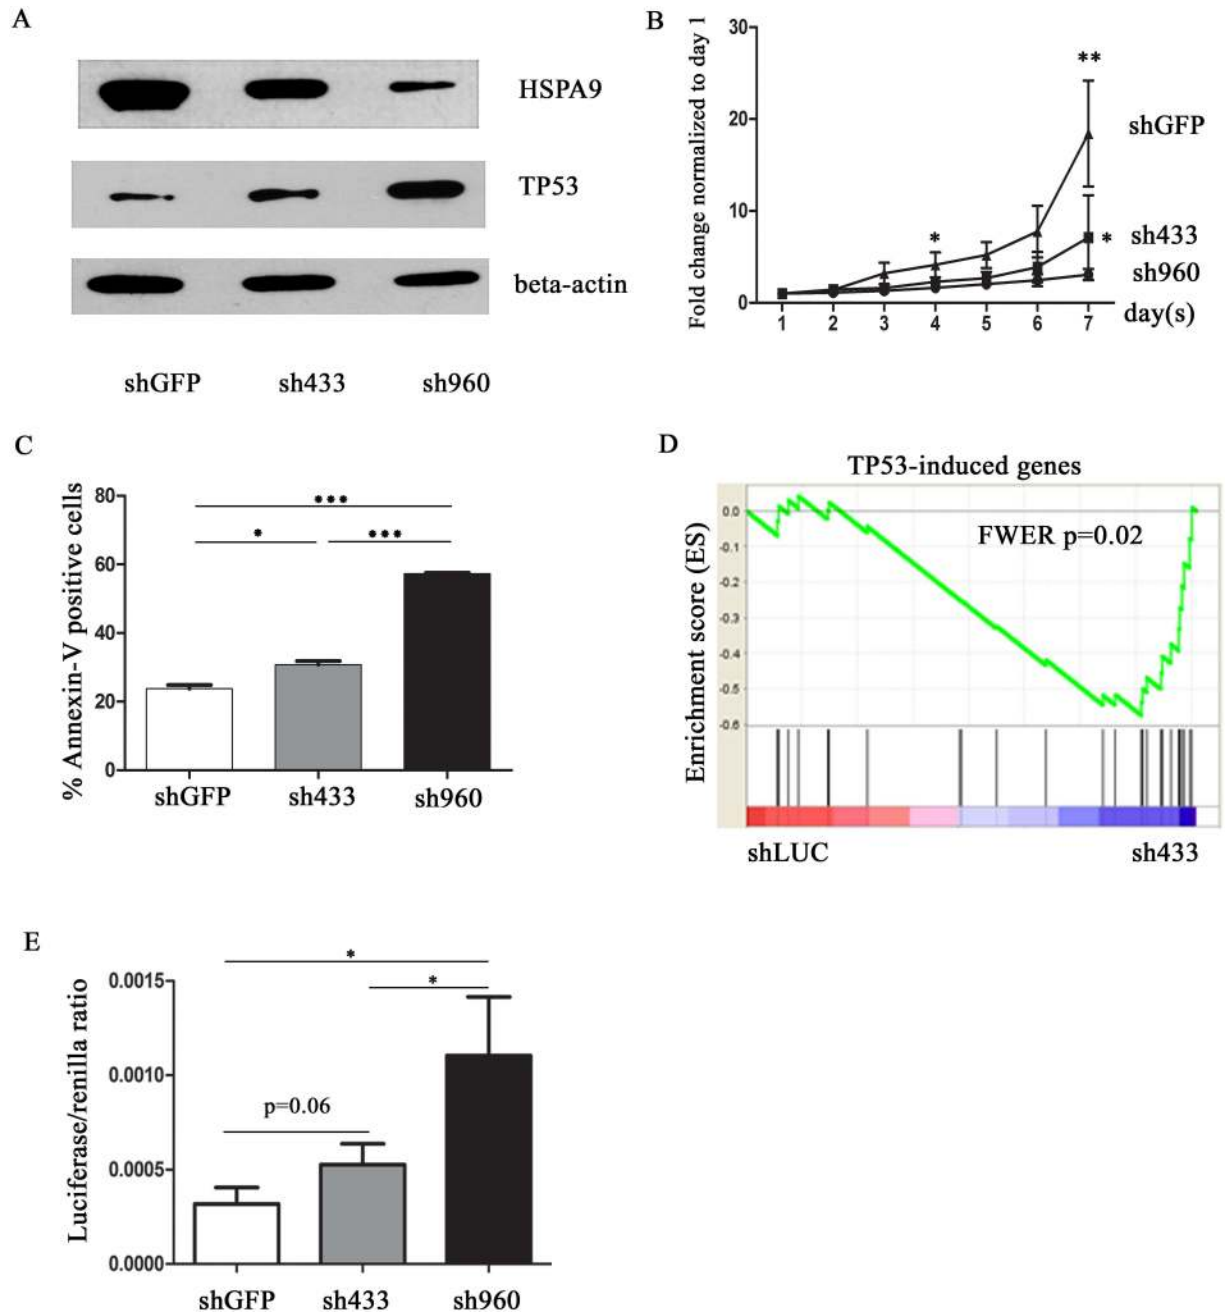 A
HSPA9
TP53
beta-actin
shGFP sh433 sh960
B
Fold change normalized to day 1
30
20
10
0
**
*
*
shGFP
sh433
sh960
1 2 3 4 5 6 7 day(s)
C
% Annexin-V positive cells
80
60
40
20
0
***
* ***
shGFP sh433 sh960
D
TP53-induced genes
Enrichment score (ES)
FWER p=0.02
0.0
-0.1
-0.2
-0.3
-0.4
-0.5
-0.6
shLUC sh433
E
Luciferase/renilla ratio
0.0015
0.0010
0.0005
0.0000
*
*
p=0.06
shGFP sh433 sh960